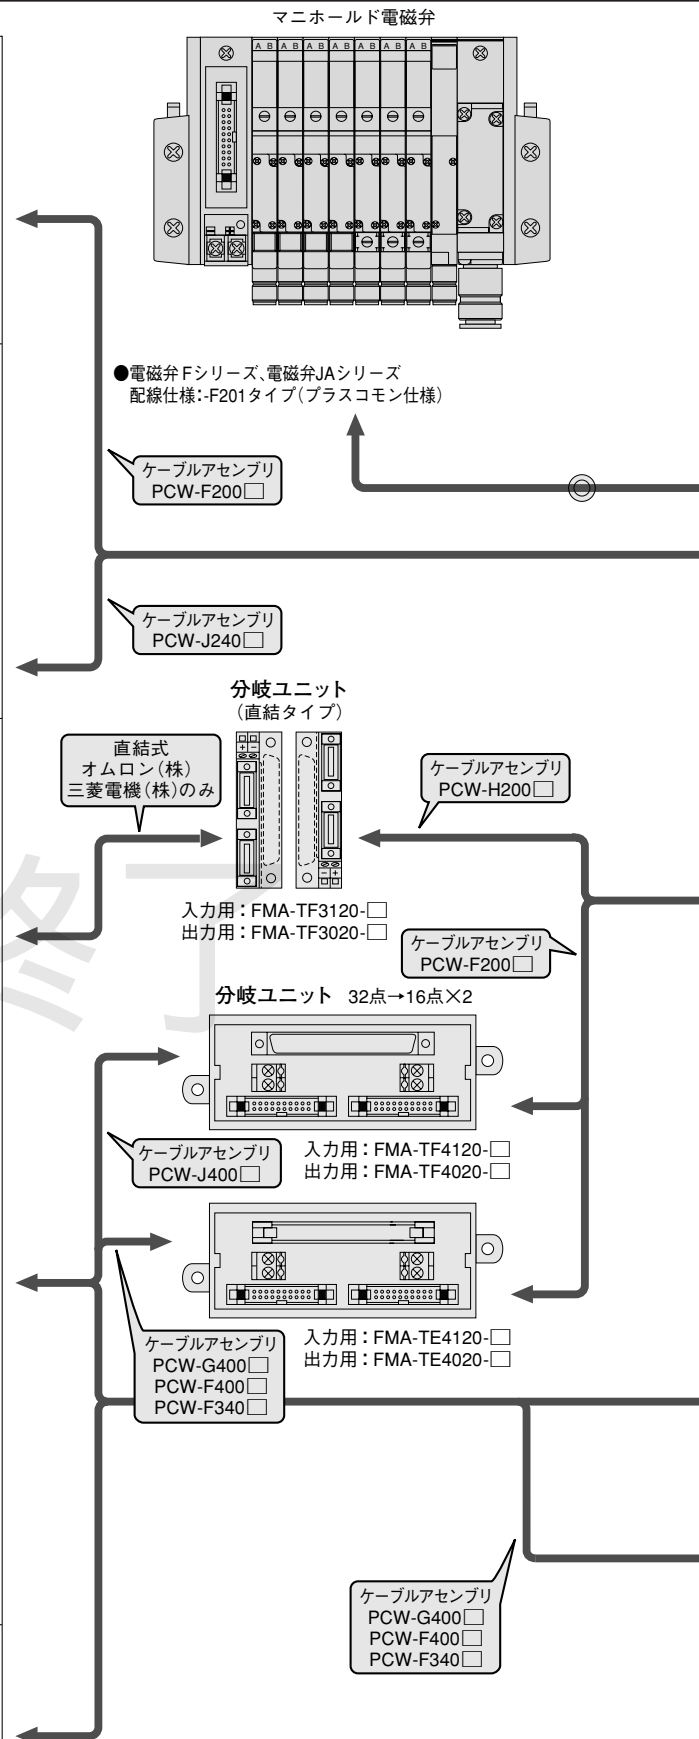 マニホールド電磁弁
A B A B A B A B A B A B A B
●電磁弁Fシリーズ、電磁弁JAシリーズ
配線仕様:-F201タイプ(プラスコモン仕様)
ケーブルアセンブリ
PCW-F200□
ケーブルアセンブリ
PCW-J240□
分岐ユニット
(直結タイプ)
直結式
オムロン(株)
三菱電機(株)のみ
ケーブルアセンブリ
PCW-H200□
入力用:FMA-TF3120-□
出力用:FMA-TF3020-□
ケーブルアセンブリ
PCW-F200□
終了
分岐ユニット 32点→16点×2
ケーブルアセンブリ
PCW-J400□
入力用:FMA-TF4120-□
出力用:FMA-TF4020-□
入力用:FMA-TE4120-□
出力用:FMA-TE4020-□
ケーブルアセンブリ
PCW-G400□
PCW-F400□
PCW-F340□
ケーブルアセンブリ
PCW-G400□
PCW-F400□
PCW-F340□